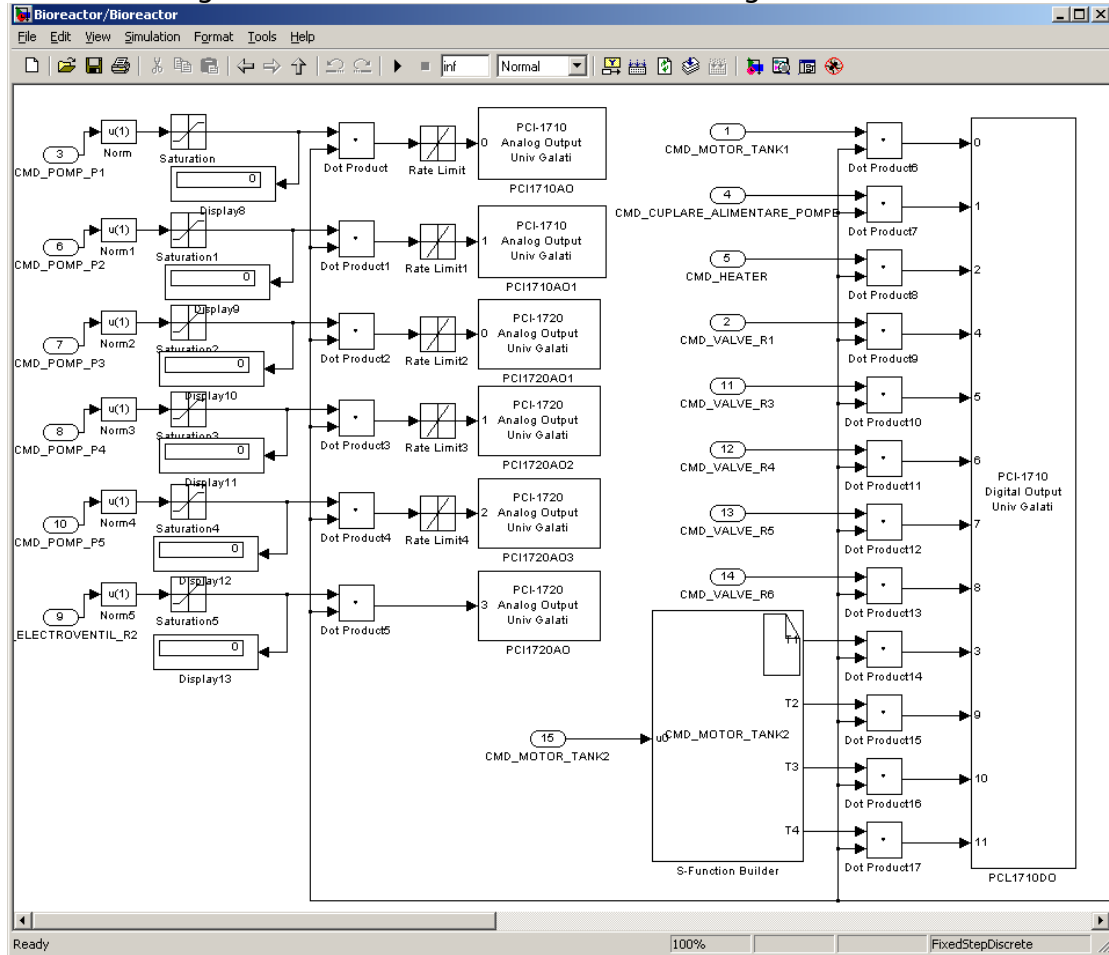 Bioreactor/Bioreactor
File Edit View Simulation Format Tools Help
inf Normal
3
CMD_POMP_P1
u(1)
Norm
Saturation
0
Display8
Dot Product
Rate Limit
0
PCI-1710
Analog Output
Univ Galati
PCI1710AO
6
CMD_POMP_P2
u(1)
Norm1
Saturation1
0
Display9
Dot Product1
Rate Limit1
1
PCI-1710
Analog Output
Univ Galati
PCI1710AO1
7
CMD_POMP_P3
u(1)
Norm2
Saturation2
0
Display10
Dot Product2
Rate Limit2
0
PCI-1720
Analog Output
Univ Galati
PCI1720AO1
8
CMD_POMP_P4
u(1)
Norm3
Saturation3
0
Display11
Dot Product3
Rate Limit3
1
PCI-1720
Analog Output
Univ Galati
PCI1720AO2
10
CMD_POMP_P5
u(1)
Norm4
Saturation4
0
Display12
Dot Product4
Rate Limit4
2
PCI-1720
Analog Output
Univ Galati
PCI1720AO3
9
_ELECTROVENTIL_R2
u(1)
Norm5
Saturation5
0
Display13
Dot Product5
3
PCI-1720
Analog Output
Univ Galati
PCI1720AO
1
CMD_MOTOR_TANK1
Dot Product6
0
4
CMD_CUPLARE_ALIMENTARE_POMPE
Dot Product7
1
5
CMD_HEATER
Dot Product8
2
2
CMD_VALVE_R1
Dot Product9
4
11
CMD_VALVE_R3
Dot Product10
5
12
CMD_VALVE_R4
Dot Product11
6
13
CMD_VALVE_R5
Dot Product12
7
14
CMD_VALVE_R6
Dot Product13
8
15
CMD_MOTOR_TANK2
u0
CMD_MOTOR_TANK2
T1
T2
T3
T4
S-Function Builder
Dot Product14
3
Dot Product15
9
Dot Product16
10
Dot Product17
11
PCI-1710
Digital Output
Univ Galati
PCL1710DO
Ready 100% FixedStepDiscrete